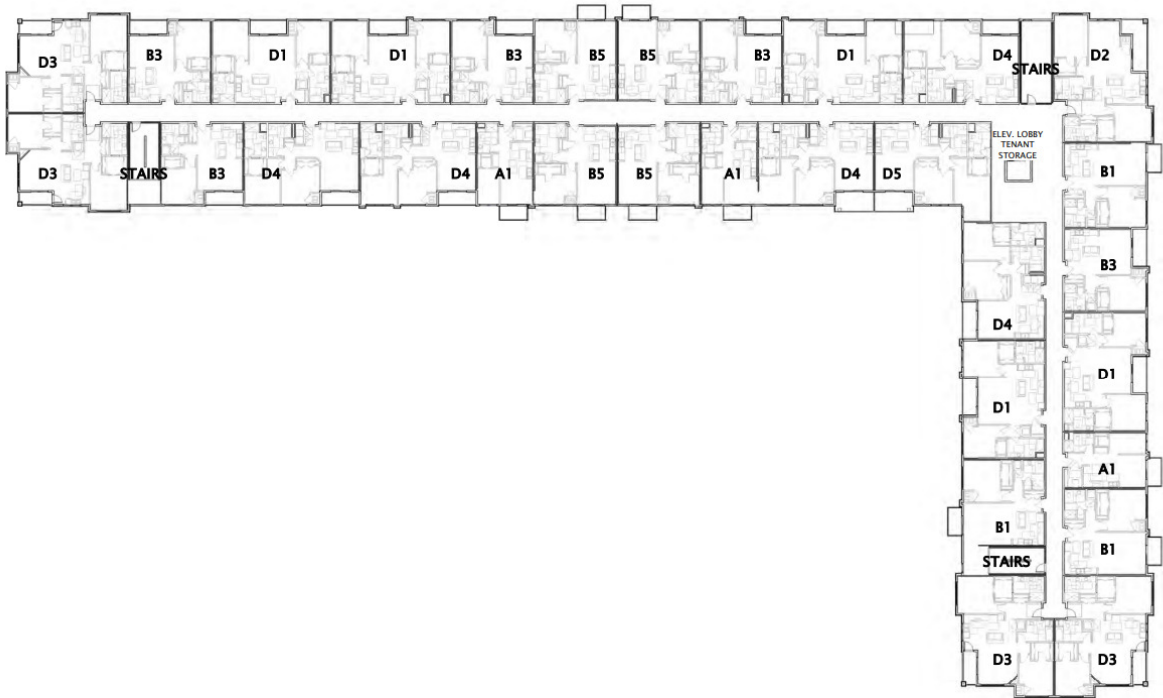 D3
B3
D1
D1
B3
B5
B5
B3
D1
D4
STAIRS
D2
D3
STAIRS
B3
D4
D4
A1
B5
B5
A1
D4
D5
ELEV. LOBBY
TENANT
STORAGE
B1
B3
D4
D1
D1
A1
B1
B1
STAIRS
D3
D3